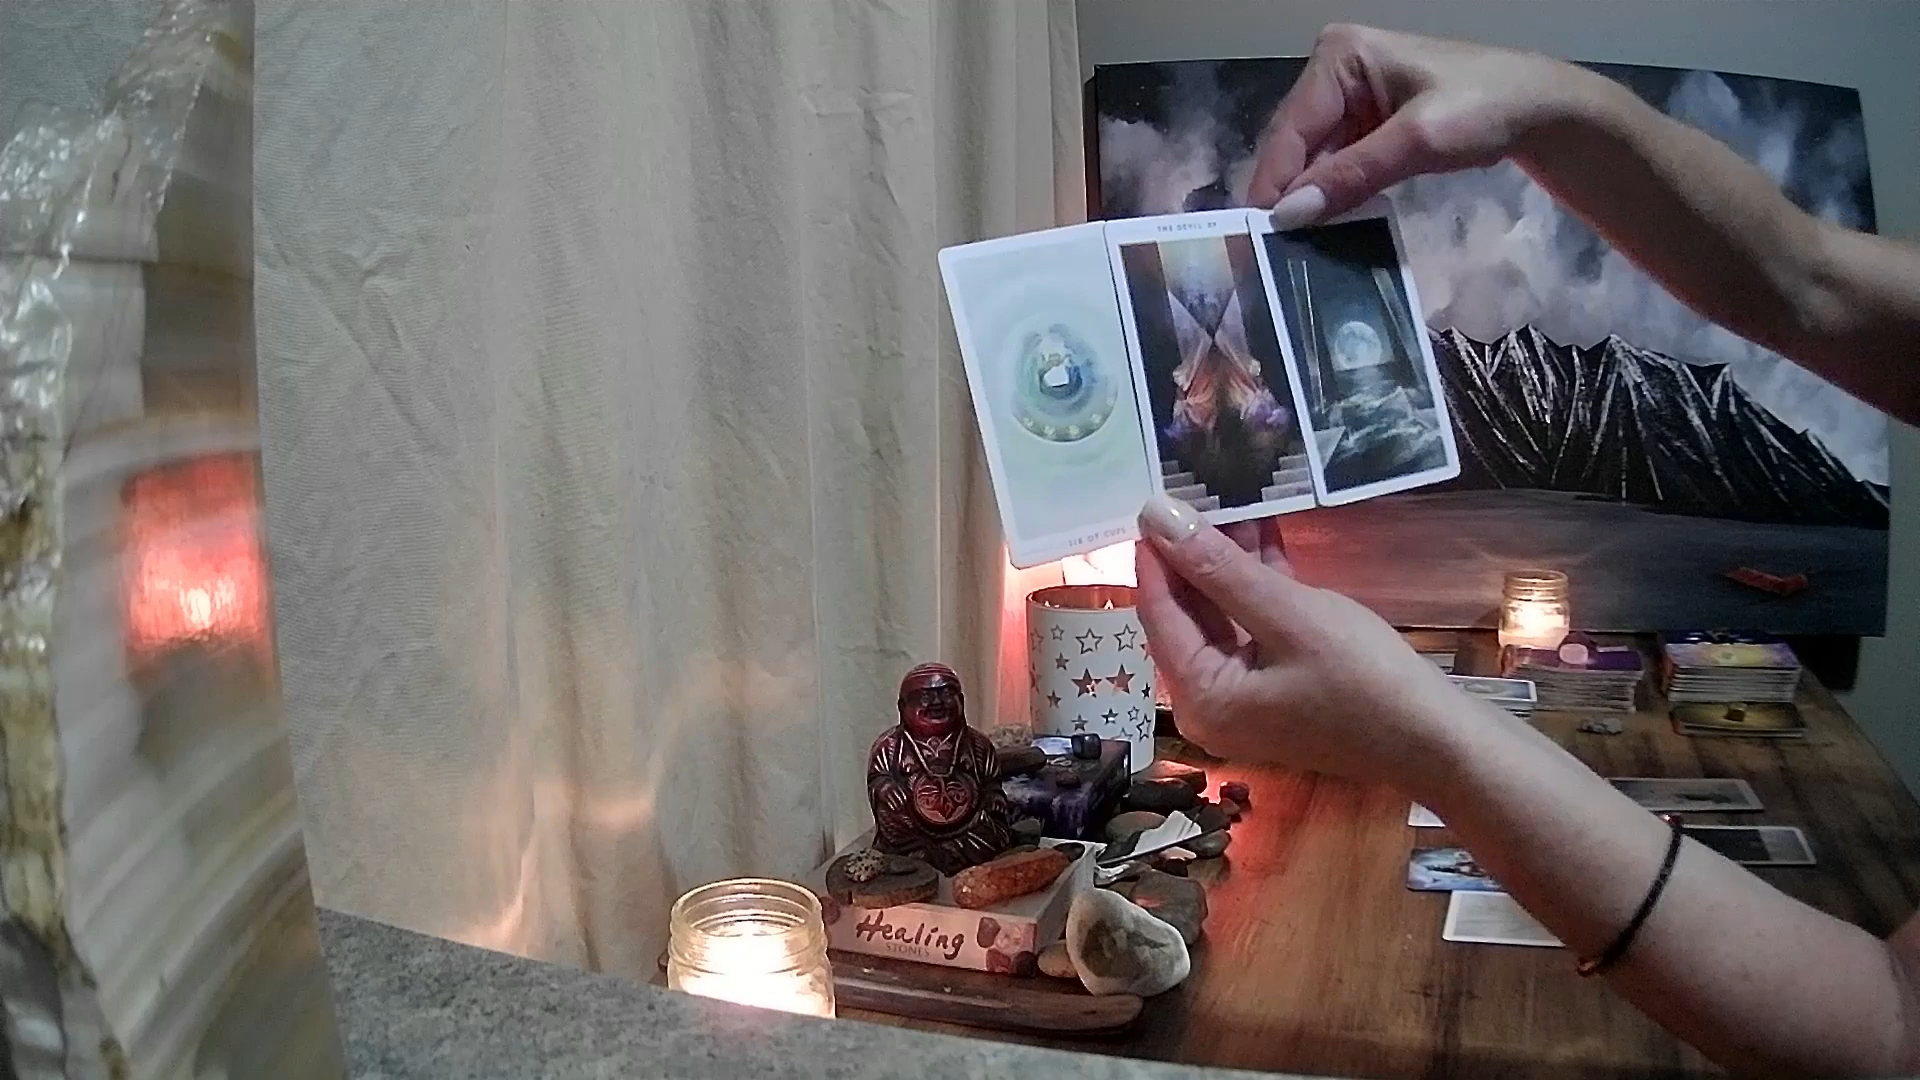 THE DEVIL XV
SIX OF CUPS
Healing
STONES